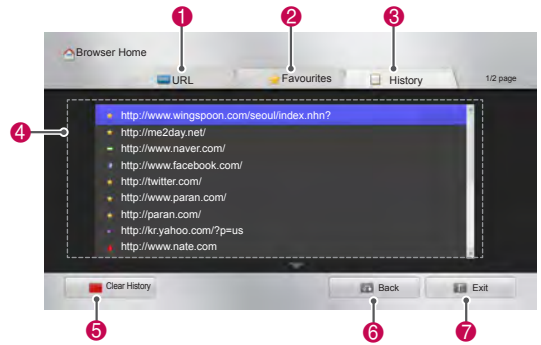 1
2
3
Browser Home
URL
Favourites
History
1/2 page
4
http://www.wingspoon.com/seoul/index.nhn?
http://me2day.net/
http://www.naver.com/
http://www.facebook.com/
http://twitter.com/
http://www.paran.com/
http://paran.com/
http://kr.yahoo.com/?p=us
http://www.nate.com
Clear History
Back
Exit
5
6
7